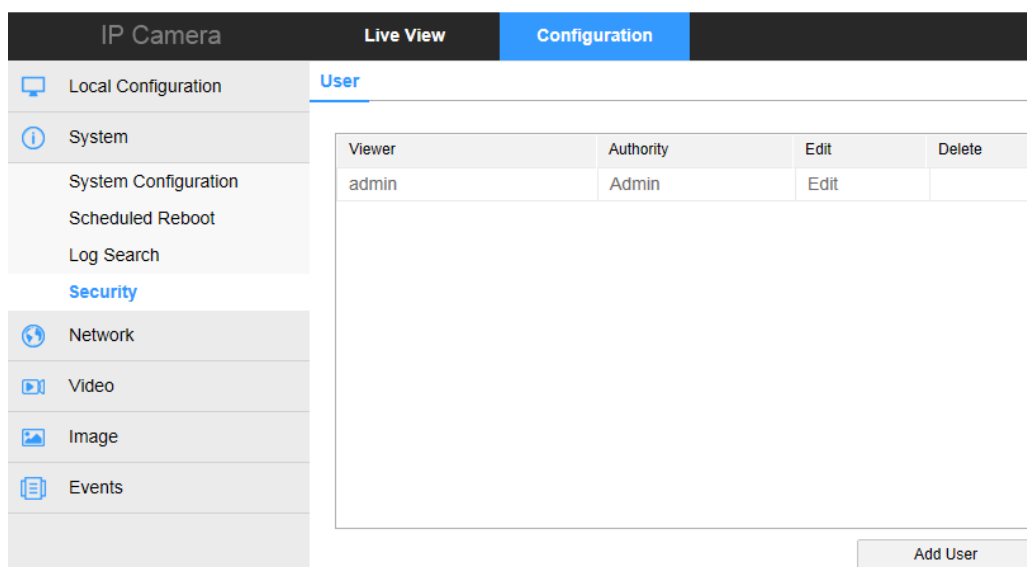 IP Camera Live View Configuration
Local Configuration
System
System Configuration
Scheduled Reboot
Log Search
Security
Network
Video
Image
Events
User
Viewer Authority Edit Delete
admin Admin Edit
Add User